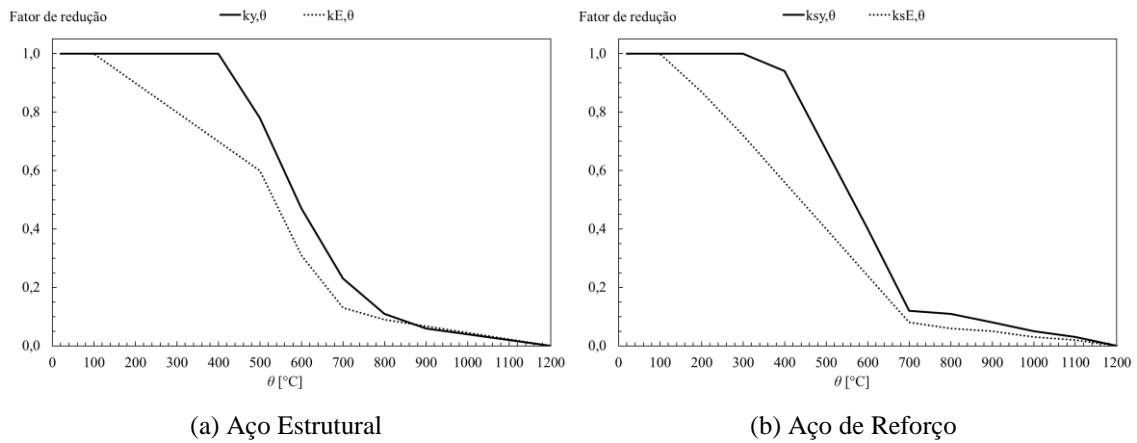 Fator de redução
ky,θ
kE,θ
1,0
0,8
0,6
0,4
0,2
0,0
0 100 200 300 400 500 600 700 800 900 1000 1100 1200
θ [°C]
(a) Aço Estrutural
Fator de redução
ksy,θ
ksE,θ
1,0
0,8
0,6
0,4
0,2
0,0
0 100 200 300 400 500 600 700 800 900 1000 1100 1200
θ [°C]
(b) Aço de Reforço